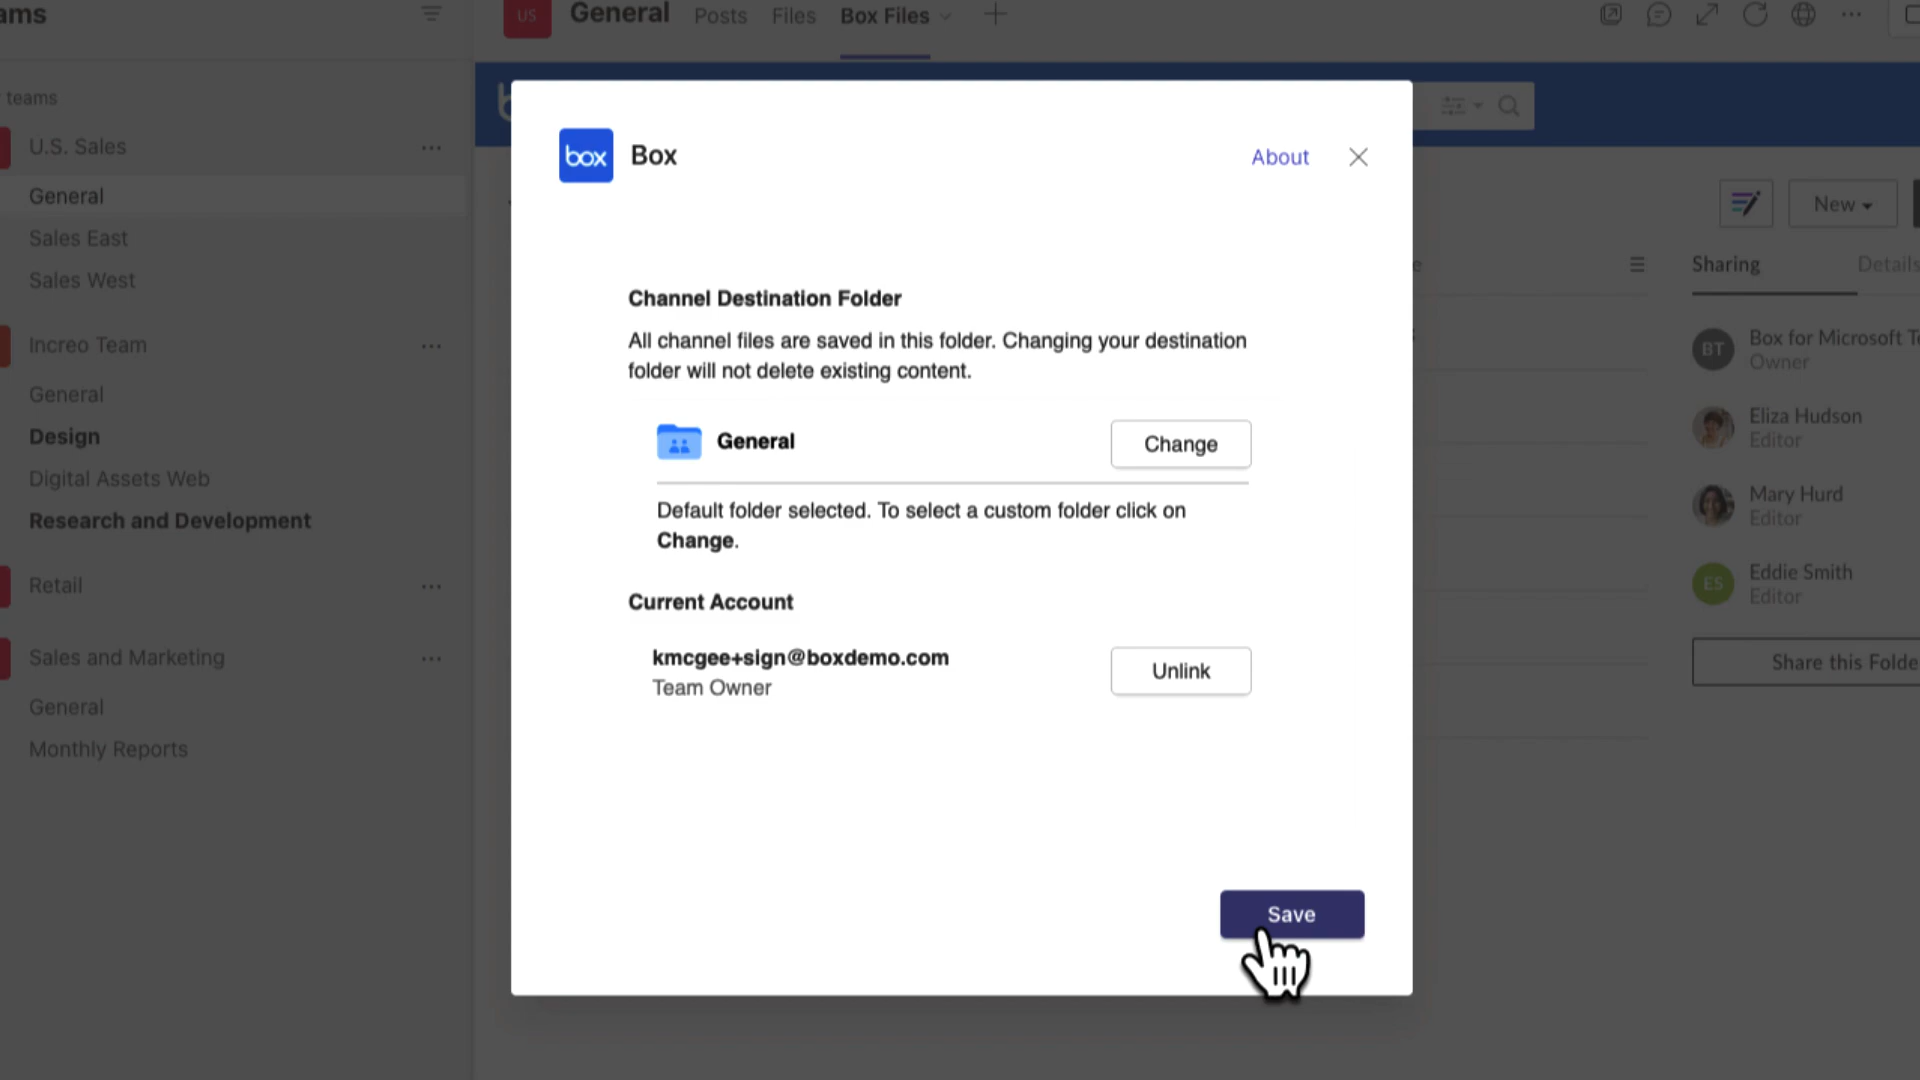 ams
teams
U.S. Sales
General
Sales East
Sales West
Increo Team
General
Design
Digital Assets Web
Research and Development
Retail
Sales and Marketing
General
Monthly Reports
US
General
Posts
Files
Box Files
box
Box
About
Channel Destination Folder
All channel files are saved in this folder. Changing your destination
folder will not delete existing content.
General
Change
Default folder selected. To select a custom folder click on
Change.
Current Account
kmcgee+sign@boxdemo.com
Team Owner
Unlink
Save
New
Sharing
Details
BT
Box for Microsoft Te
Owner
Eliza Hudson
Editor
Mary Hurd
Editor
ES
Eddie Smith
Editor
Share this Folde